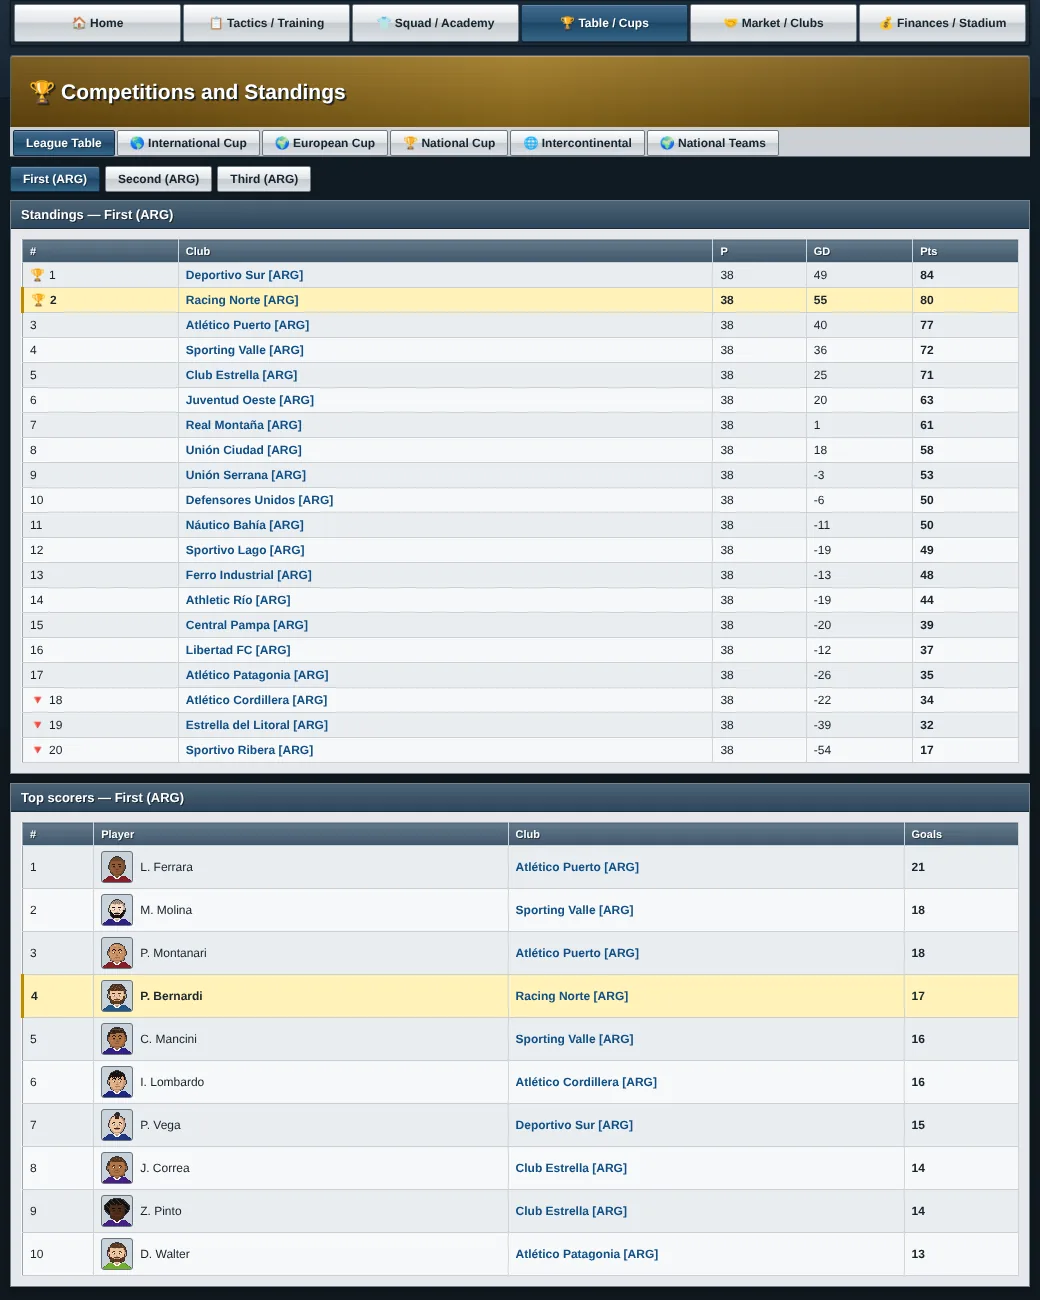 🏠 Home 📋 Tactics / Training 👕 Squad / Academy 🏆 Table / Cups 🤝 Market / Clubs 💰 Finances / Stadium
🏆 Competitions and Standings
League Table 🌎 International Cup 🌍 European Cup 🏆 National Cup 🌐 Intercontinental 🌍 National Teams
First (ARG) Second (ARG) Third (ARG)
Standings — First (ARG)
# Club P GD Pts
🏆 1 Deportivo Sur [ARG] 38 49 84
🏆 2 Racing Norte [ARG] 38 55 80
3 Atlético Puerto [ARG] 38 40 77
4 Sporting Valle [ARG] 38 36 72
5 Club Estrella [ARG] 38 25 71
6 Juventud Oeste [ARG] 38 20 63
7 Real Montaña [ARG] 38 1 61
8 Unión Ciudad [ARG] 38 18 58
9 Unión Serrana [ARG] 38 -3 53
10 Defensores Unidos [ARG] 38 -6 50
11 Náutico Bahía [ARG] 38 -11 50
12 Sportivo Lago [ARG] 38 -19 49
13 Ferro Industrial [ARG] 38 -13 48
14 Athletic Río [ARG] 38 -19 44
15 Central Pampa [ARG] 38 -20 39
16 Libertad FC [ARG] 38 -12 37
17 Atlético Patagonia [ARG] 38 -26 35
🔻 18 Atlético Cordillera [ARG] 38 -22 34
🔻 19 Estrella del Litoral [ARG] 38 -39 32
🔻 20 Sportivo Ribera [ARG] 38 -54 17
Top scorers — First (ARG)
# Player Club Goals
1 L. Ferrara Atlético Puerto [ARG] 21
2 M. Molina Sporting Valle [ARG] 18
3 P. Montanari Atlético Puerto [ARG] 18
4 P. Bernardi Racing Norte [ARG] 17
5 C. Mancini Sporting Valle [ARG] 16
6 I. Lombardo Atlético Cordillera [ARG] 16
7 P. Vega Deportivo Sur [ARG] 15
8 J. Correa Club Estrella [ARG] 14
9 Z. Pinto Club Estrella [ARG] 14
10 D. Walter Atlético Patagonia [ARG] 13